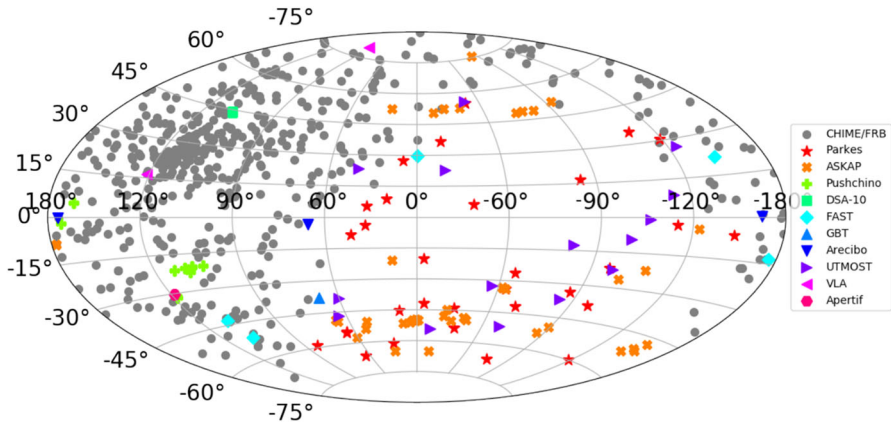 -75°
60°
45°
30°
15°
0°
180° 120° 90° 60° 0° -60° -90° -120° -180°
-15°
-30°
-45°
-60°
-75°
CHIME/FRB
Parkes
ASKAP
Pushchino
DSA-10
FAST
GBT
Arecibo
UTMOST
VLA
Apertif